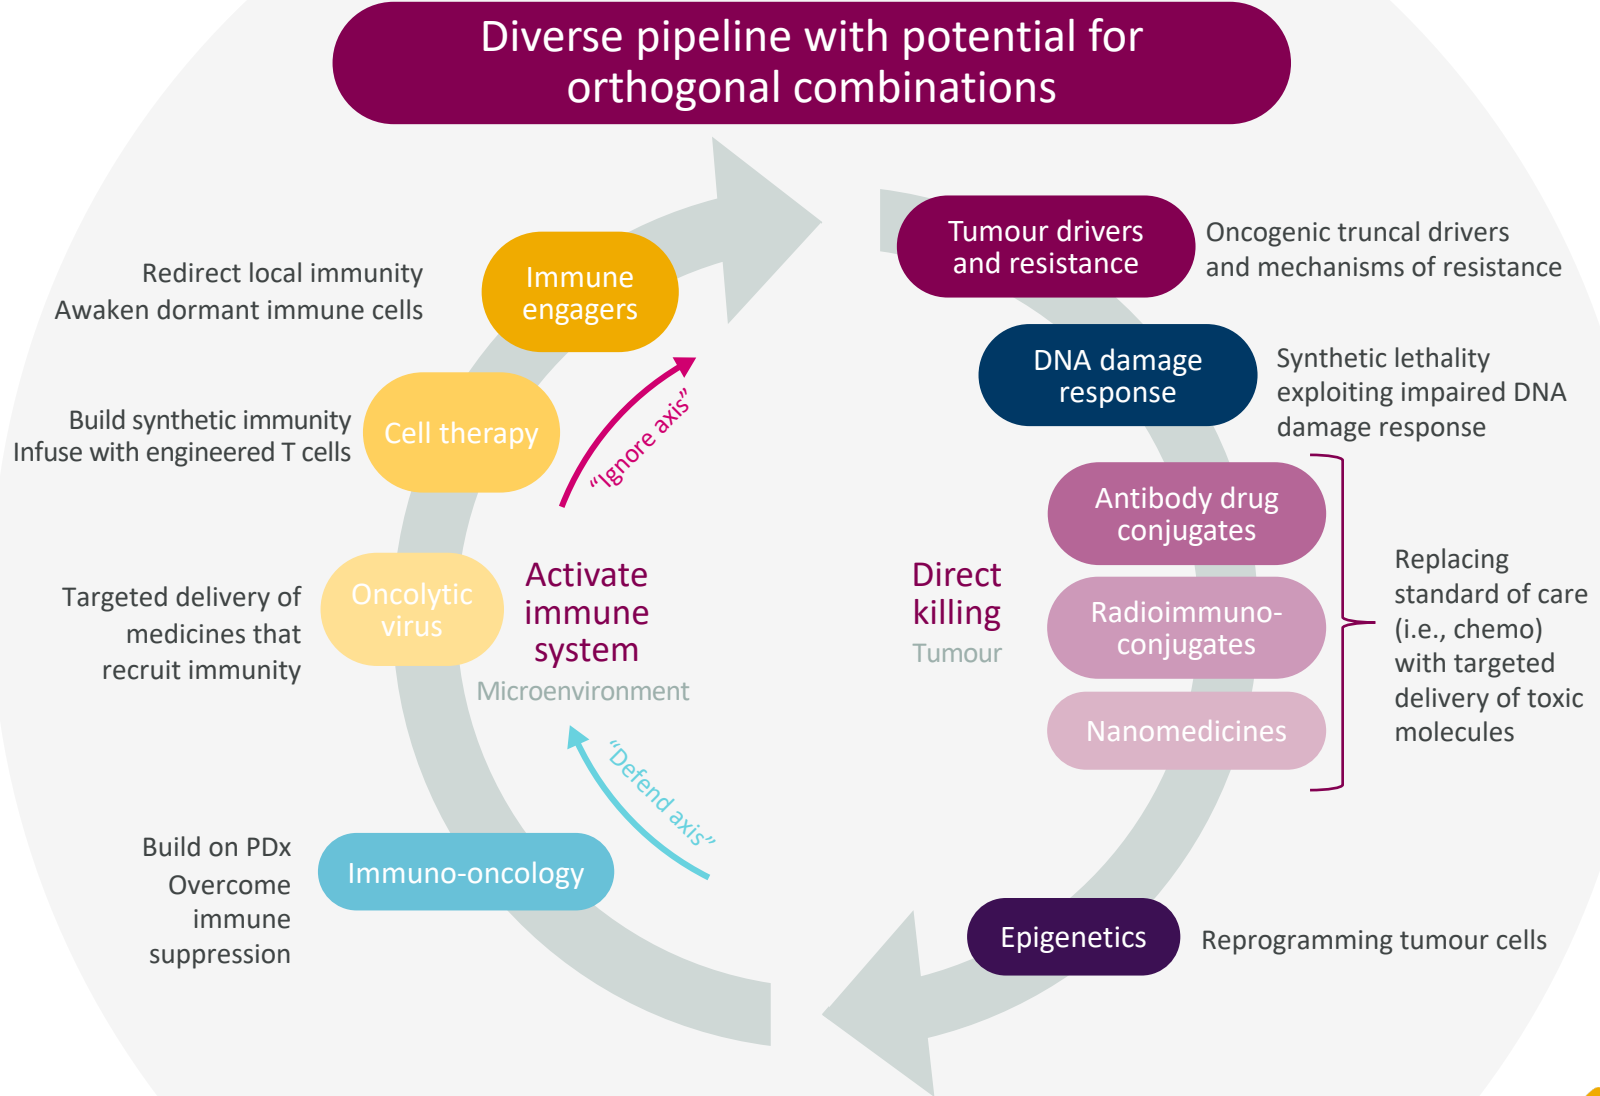 Diverse pipeline with potential for
orthogonal combinations
Immune
engagers
Redirect local immunity
Awaken dormant immune cells
Cell therapy
Build synthetic immunity
Infuse with engineered T cells
"Ignore axis"
Oncolytic
virus
Targeted delivery of
medicines that
recruit immunity
Activate
immune
system
Microenvironment
"Defend axis"
Immuno-oncology
Build on PDx
Overcome
immune
suppression
Tumour drivers
and resistance
Oncogenic truncal drivers
and mechanisms of resistance
DNA damage
response
Synthetic lethality
exploiting impaired DNA
damage response
Direct
killing
Tumour
Antibody drug
conjugates
Radioimmuno-
conjugates
Nanomedicines
Replacing
standard of care
(i.e., chemo)
with targeted
delivery of toxic
molecules
Epigenetics
Reprogramming tumour cells